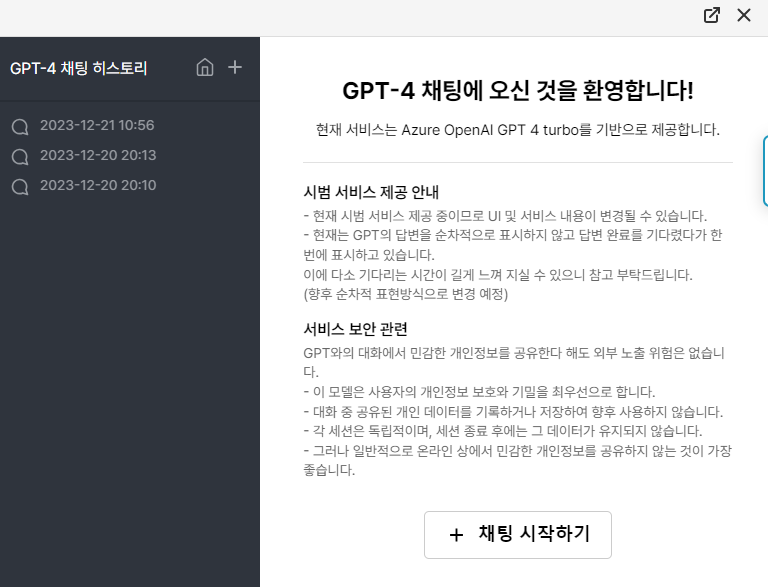 GPT-4 채팅 히스토리
2023-12-21 10:56
2023-12-20 20:13
2023-12-20 20:10
GPT-4 채팅에 오신 것을 환영합니다!
현재 서비스는 Azure OpenAI GPT 4 turbo를 기반으로 제공합니다.
시범 서비스 제공 안내
- 현재 시범 서비스 제공 중이므로 UI 및 서비스 내용이 변경될 수 있습니다.
- 현재는 GPT의 답변을 순차적으로 표시하지 않고 답변 완료를 기다렸다가 한
번에 표시하고 있습니다.
이에 다소 기다리는 시간이 길게 느껴 지실 수 있으니 참고 부탁드립니다.
(향후 순차적 표현방식으로 변경 예정)
서비스 보안 관련
GPT와의 대화에서 민감한 개인정보를 공유한다 해도 외부 노출 위험은 없습니
다.
- 이 모델은 사용자의 개인정보 보호와 기밀을 최우선으로 합니다.
- 대화 중 공유된 개인 데이터를 기록하거나 저장하여 향후 사용하지 않습니다.
- 각 세션은 독립적이며, 세션 종료 후에는 그 데이터가 유지되지 않습니다.
- 그러나 일반적으로 온라인 상에서 민감한 개인정보를 공유하지 않는 것이 가장
좋습니다.
+ 채팅 시작하기